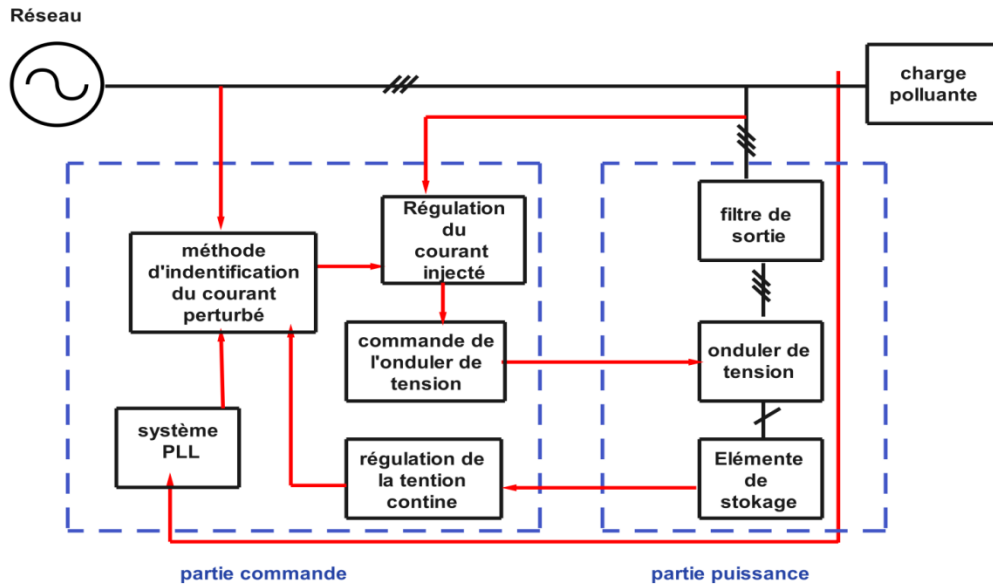 Réseau
charge
polluante
Régulation
du
courant
injecté
filtre de
sortie
méthode
d'indentification
du courant
perturbé
commande de
l'onduler de
tension
onduler de
tension
système
PLL
régulation de
la tention
contine
Elémente
de
stokage
partie commande
partie puissance